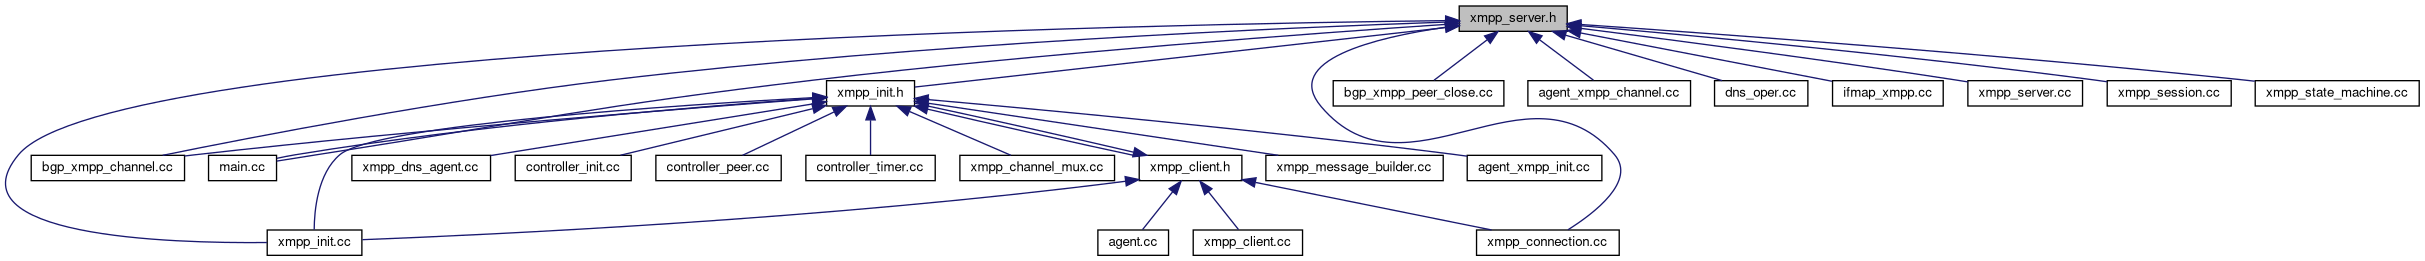 xmpp_server.h
xmpp_init.h
bgp_xmpp_peer_close.cc
agent_xmpp_channel.cc
dns_oper.cc
ifmap_xmpp.cc
xmpp_server.cc
xmpp_session.cc
xmpp_state_machine.cc
bgp_xmpp_channel.cc
main.cc
xmpp_dns_agent.cc
controller_init.cc
controller_peer.cc
controller_timer.cc
xmpp_channel_mux.cc
xmpp_client.h
xmpp_message_builder.cc
agent_xmpp_init.cc
xmpp_init.cc
agent.cc
xmpp_client.cc
xmpp_connection.cc